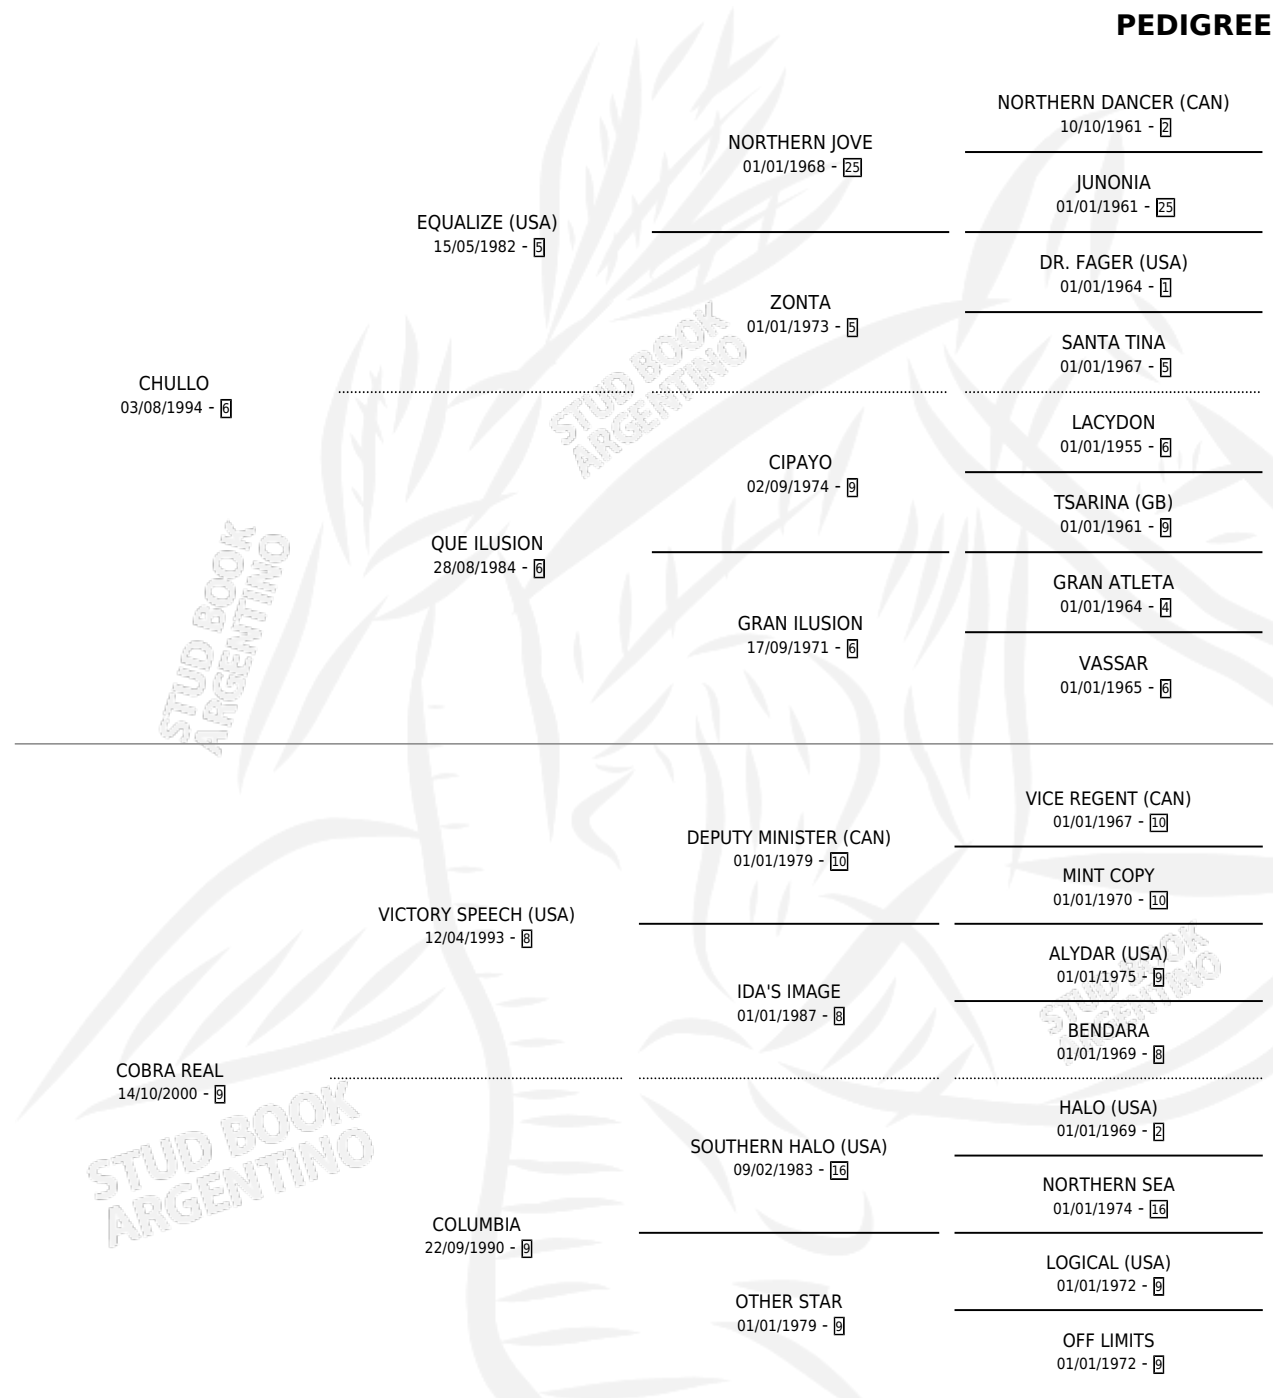 PEDIGREE
NORTHERN DANCER (CAN)
10/10/1961 - 2
NORTHERN JOVE
01/01/1968 - 25
JUNONIA
01/01/1961 - 25
EQUALIZE (USA)
15/05/1982 - 5
DR. FAGER (USA)
01/01/1964 - 1
ZONTA
01/01/1973 - 5
SANTA TINA
01/01/1967 - 5
CHULLO
03/08/1994 - 6
STUD BOOK
ARGENTINO
LACYDON
01/01/1955 - 6
CIPAYO
02/09/1974 - 9
TSARINA (GB)
01/01/1961 - 9
QUE ILUSION
28/08/1984 - 6
GRAN ATLETA
01/01/1964 - 4
GRAN ILUSION
17/09/1971 - 6
VASSAR
01/01/1965 - 6
STUD BOOK
ARGENTINO
VICE REGENT (CAN)
01/01/1967 - 10
DEPUTY MINISTER (CAN)
01/01/1979 - 10
MINT COPY
01/01/1970 - 10
VICTORY SPEECH (USA)
12/04/1993 - 8
ALYDAR (USA)
01/01/1975 - 9
IDA'S IMAGE
01/01/1987 - 8
BENDARA
01/01/1969 - 8
STUD BOOK
ARGENTINO
COBRA REAL
14/10/2000 - 9
HALO (USA)
01/01/1969 - 2
SOUTHERN HALO (USA)
09/02/1983 - 16
NORTHERN SEA
01/01/1974 - 16
STUD BOOK
ARGENTINO
COLUMBIA
22/09/1990 - 9
LOGICAL (USA)
01/01/1972 - 9
OTHER STAR
01/01/1979 - 9
OFF LIMITS
01/01/1972 - 9